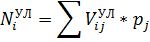 N_i^{УЛ} = ∑ V_{ij}^{УЛ} * p_j